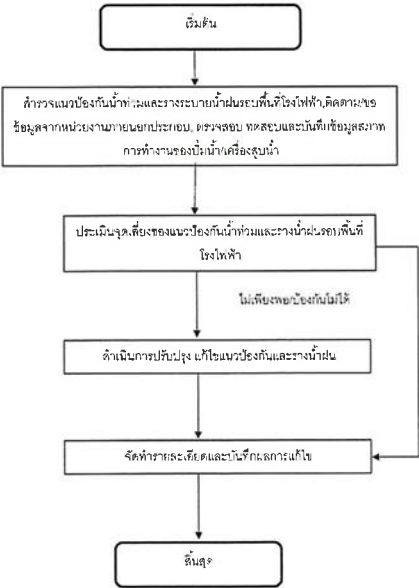 เริ่มต้น
สำรวจแนวป้องกันน้ำท่วมและรางระบายน้ำฝนรอบพื้นที่โรงไฟฟ้า,ติดตาม/ขอ
ข้อมูลจากหน่วยงานภายนอกประกอบ, ตรวจสอบ ทดสอบและบันทึกข้อมูลสภาพ
การทำงานของปั๊มน้ำ/เครื่องสูบน้ำ
ประเมินจุดเสี่ยงของแนวป้องกันน้ำท่วมและรางน้ำฝนรอบพื้นที่
โรงไฟฟ้า
ไม่เพียงพอ/ป้องกันไม่ได้
ดำเนินการปรับปรุง แก้ไขแนวป้องกันและรางน้ำฝน
จัดทำรายละเอียดและบันทึกผลการแก้ไข
สิ้นสุด